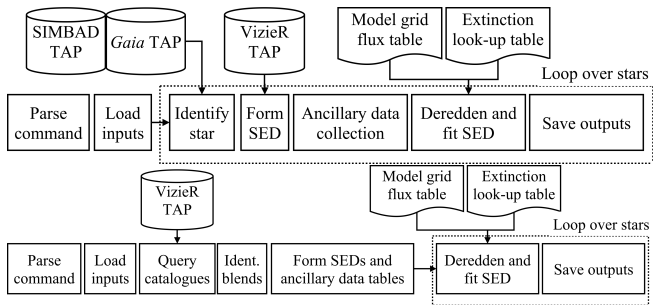 SIMBAD TAP
Gaia TAP
VizieR TAP
Model grid flux table
Extinction look-up table
Loop over stars
Parse command
Load inputs
Identify star
Form SED
Ancillary data collection
Deredden and fit SED
Save outputs
VizieR TAP
Model grid flux table
Extinction look-up table
Loop over stars
Parse command
Load inputs
Query catalogues
Ident. blends
Form SEDs and ancillary data tables
Deredden and fit SED
Save outputs